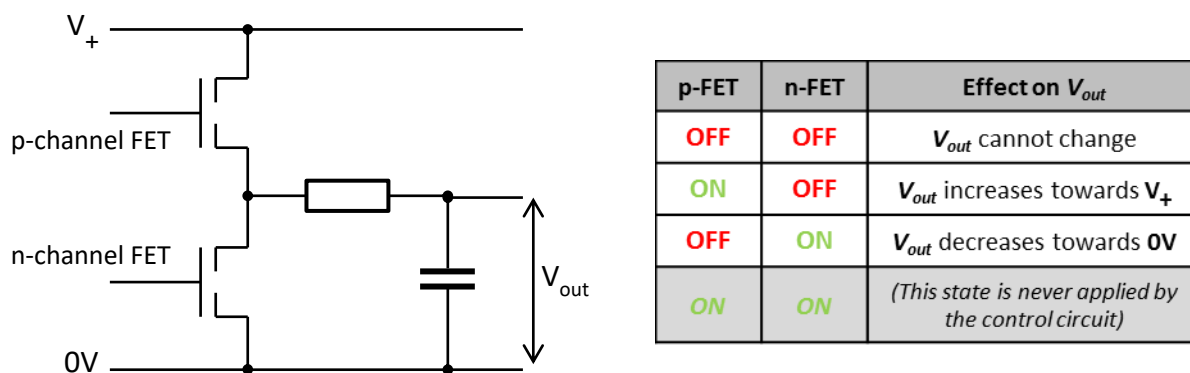 V+
p-channel FET
n-channel FET
0V
Vout
p-FET n-FET Effect on Vout
OFF OFF Vout cannot change
ON OFF Vout increases towards V+
OFF ON Vout decreases towards 0V
ON ON (This state is never applied by
the control circuit)